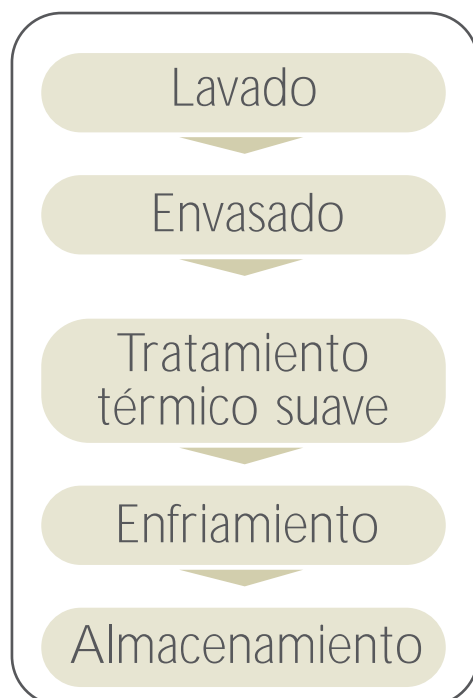 Lavado
Envasado
Tratamiento
térmico suave
Enfriamiento
Almacenamiento